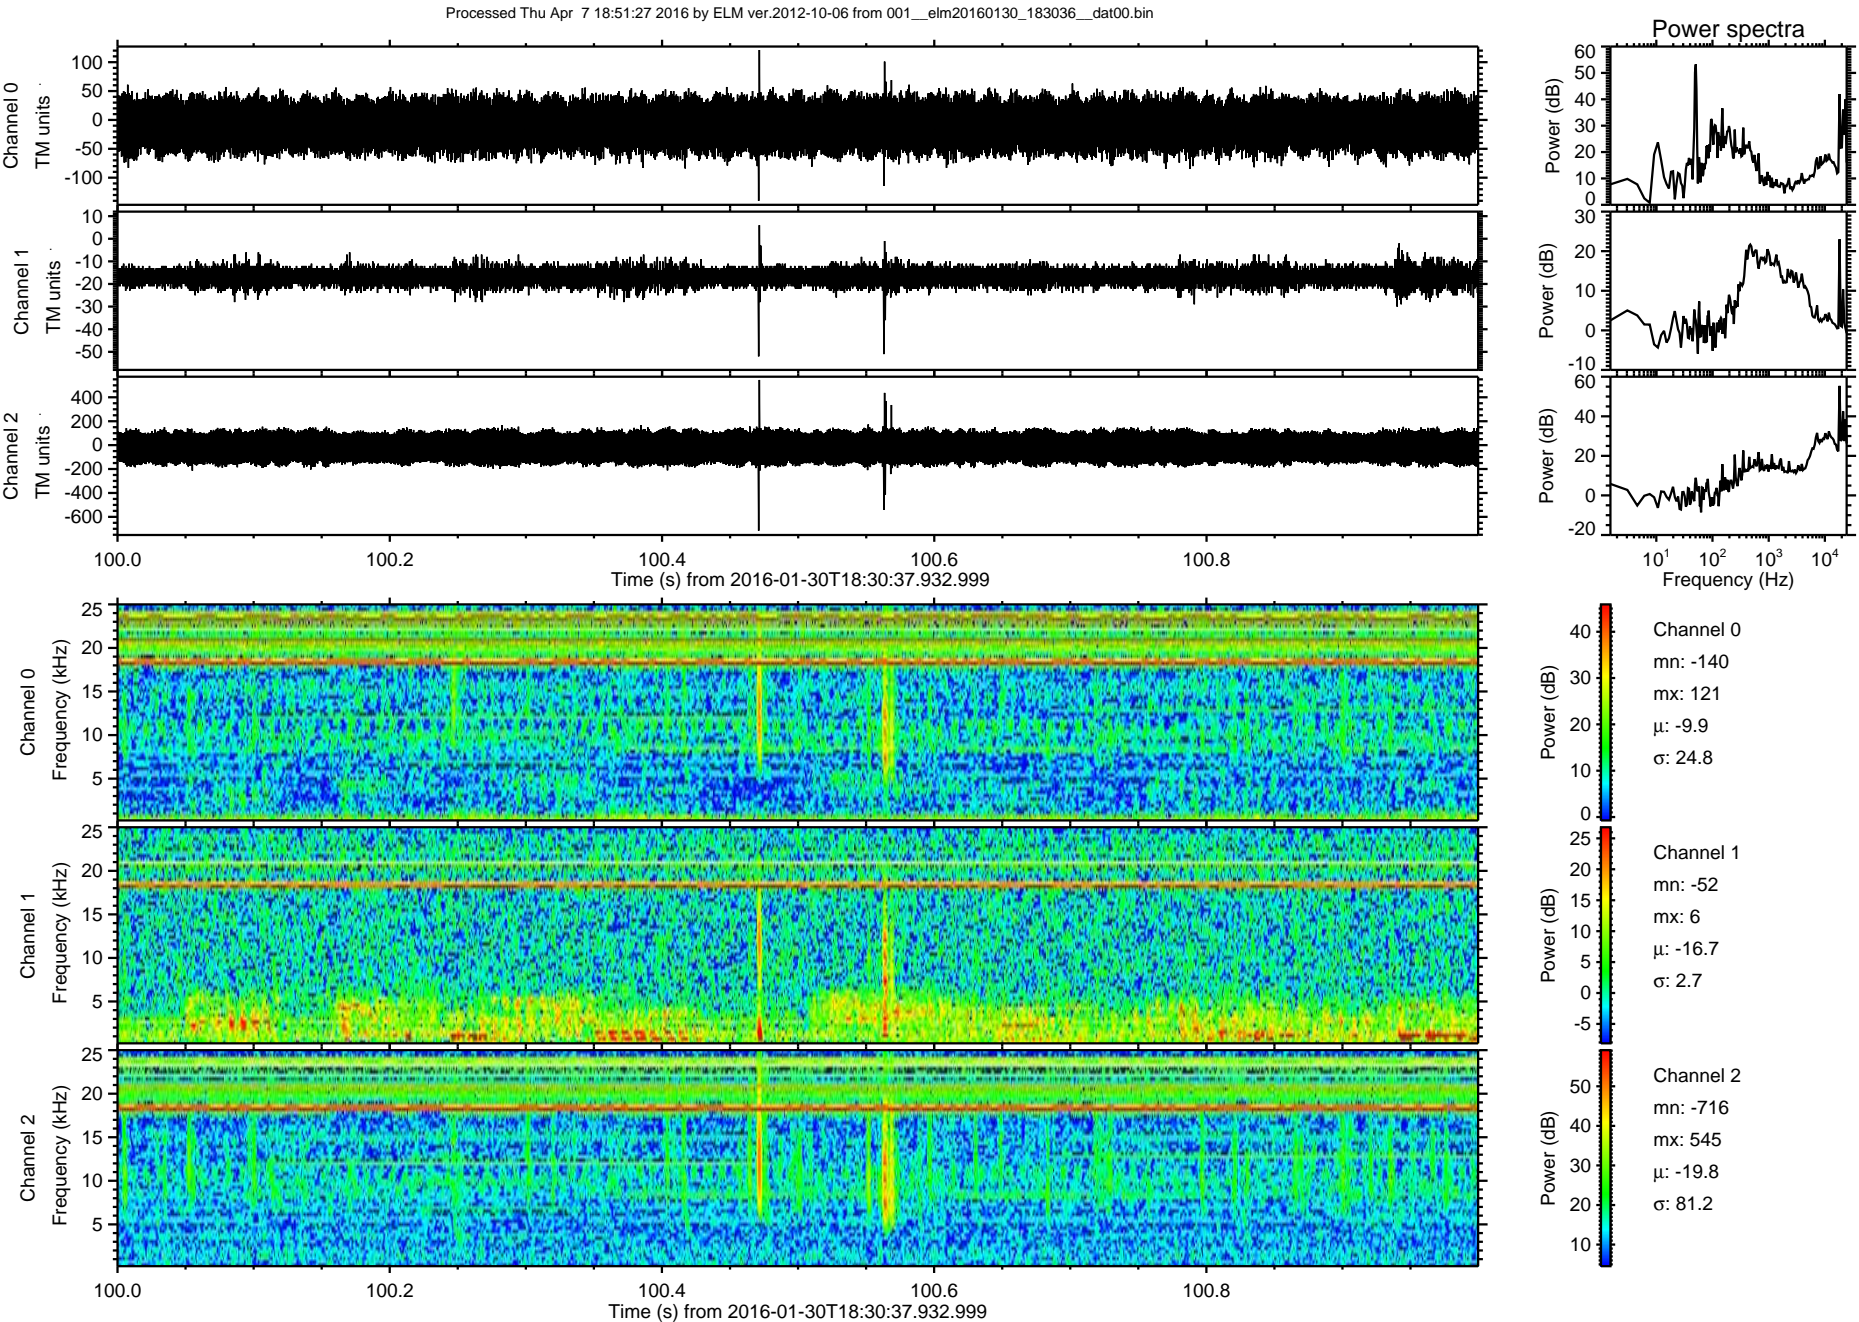 Processed Thu Apr  7 18:51:27 2016 by ELM ver.2012-10-06 from 001__elm20160130_183036__dat00.bin
Power spectra
Channel 0
TM units
100
50
0
-50
-100
Power (dB)
60
50
40
30
20
10
0
Channel 1
TM units
10
0
-10
-20
-30
-40
-50
Power (dB)
30
20
10
0
-10
Channel 2
TM units
400
200
0
-200
-400
-600
Power (dB)
60
40
20
0
-20
100.0 100.2 100.4 100.6 100.8
Time (s) from 2016-01-30T18:30:37.932.999
10¹ 10² 10³ 10⁴
Frequency (Hz)
Channel 0
Frequency (kHz)
25
20
15
10
5
Power (dB)
40
30
20
10
0
Channel 0
mn: -140
mx: 121
μ: -9.9
σ: 24.8
Channel 1
Frequency (kHz)
25
20
15
10
5
Power (dB)
25
20
15
10
5
0
-5
Channel 1
mn: -52
mx: 6
μ: -16.7
σ: 2.7
Channel 2
Frequency (kHz)
25
20
15
10
5
Power (dB)
50
40
30
20
10
Channel 2
mn: -716
mx: 545
μ: -19.8
σ: 81.2
100.0 100.2 100.4 100.6 100.8
Time (s) from 2016-01-30T18:30:37.932.999